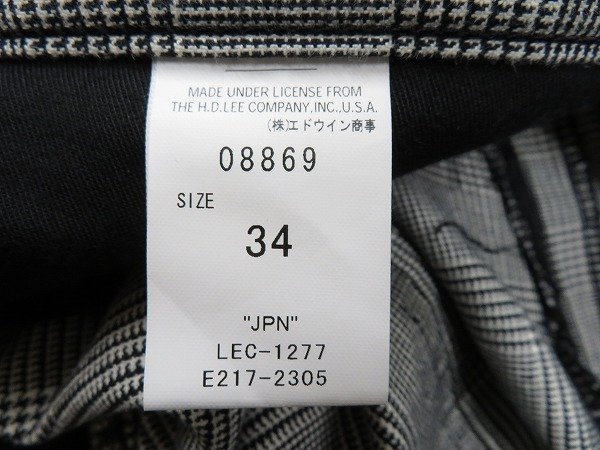 MADE UNDER LICENSE FROM
THE H.D.LEE COMPANY,INC.,U.S.A.
(株)エドウイン商事
08869
SIZE
34
"JPN"
LEC-1277
E217-2305